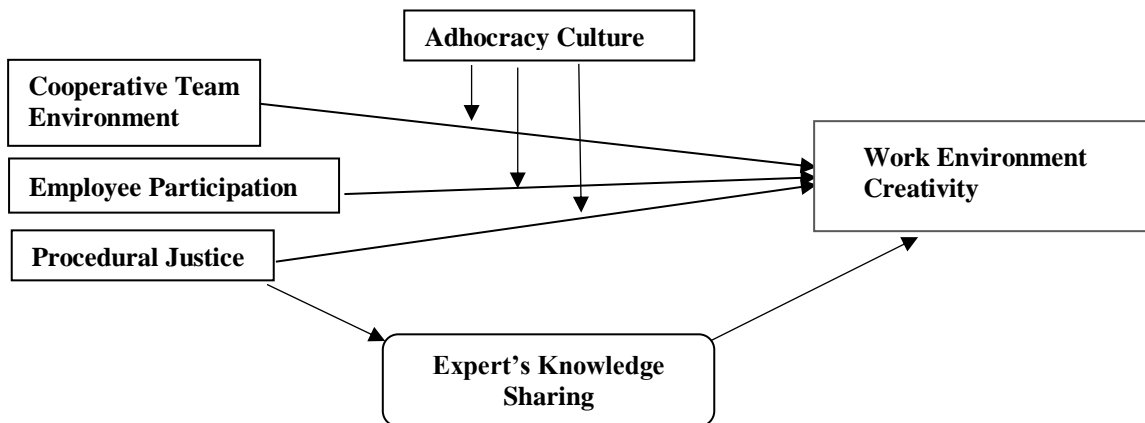 Adhocracy Culture
Cooperative Team
Environment
Employee Participation
Procedural Justice
Work Environment
Creativity
Expert’s Knowledge
Sharing